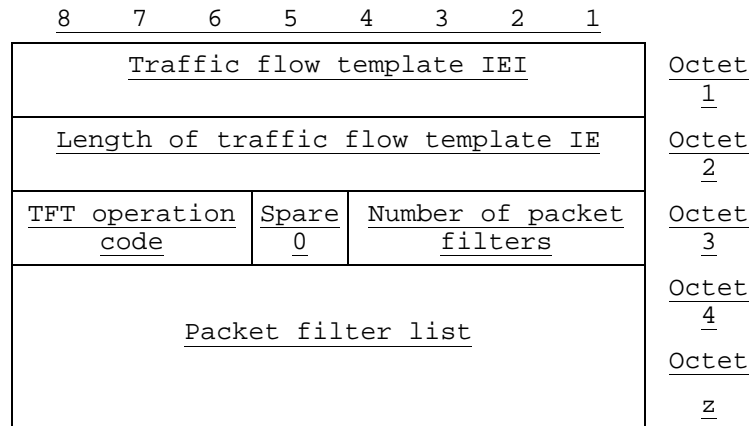 8 7 6 5 4 3 2 1
Traffic flow template IEI
Octet
1
Length of traffic flow template IE
Octet
2
TFT operation
code
Spare
0
Number of packet
filters
Octet
3
Packet filter list
Octet
4
Octet
z